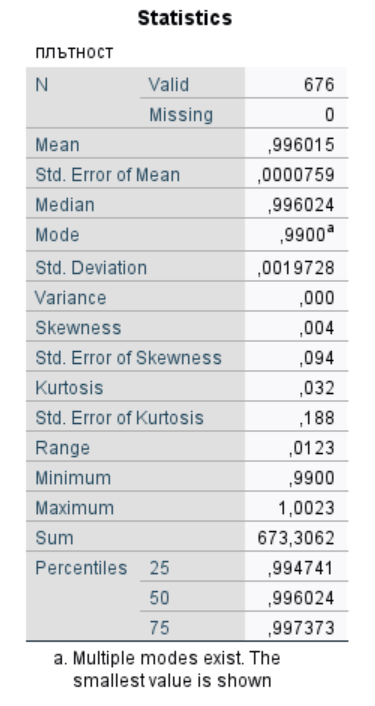 Statistics
плътност
N Valid 676
Missing 0
Mean ,996015
Std. Error of Mean ,0000759
Median ,996024
Mode ,9900a
Std. Deviation ,0019728
Variance ,000
Skewness ,004
Std. Error of Skewness ,094
Kurtosis ,032
Std. Error of Kurtosis ,188
Range ,0123
Minimum ,9900
Maximum 1,0023
Sum 673,3062
Percentiles 25 ,994741
50 ,996024
75 ,997373
a. Multiple modes exist. The
smallest value is shown